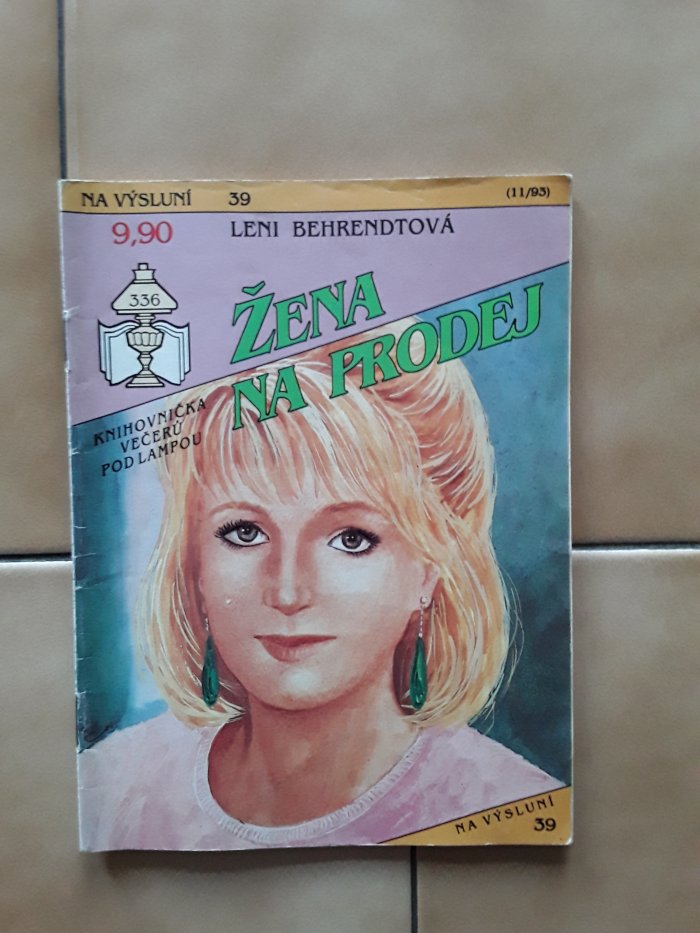 NA VÝSLUNÍ 39 (11/93)
9,90 LENI BEHRENDTOVÁ
336
ŽENA
NA PRODEJ
KNIHOVNIČKA
VEČERŮ
POD LAMPOU
NA VÝSLUNÍ
39